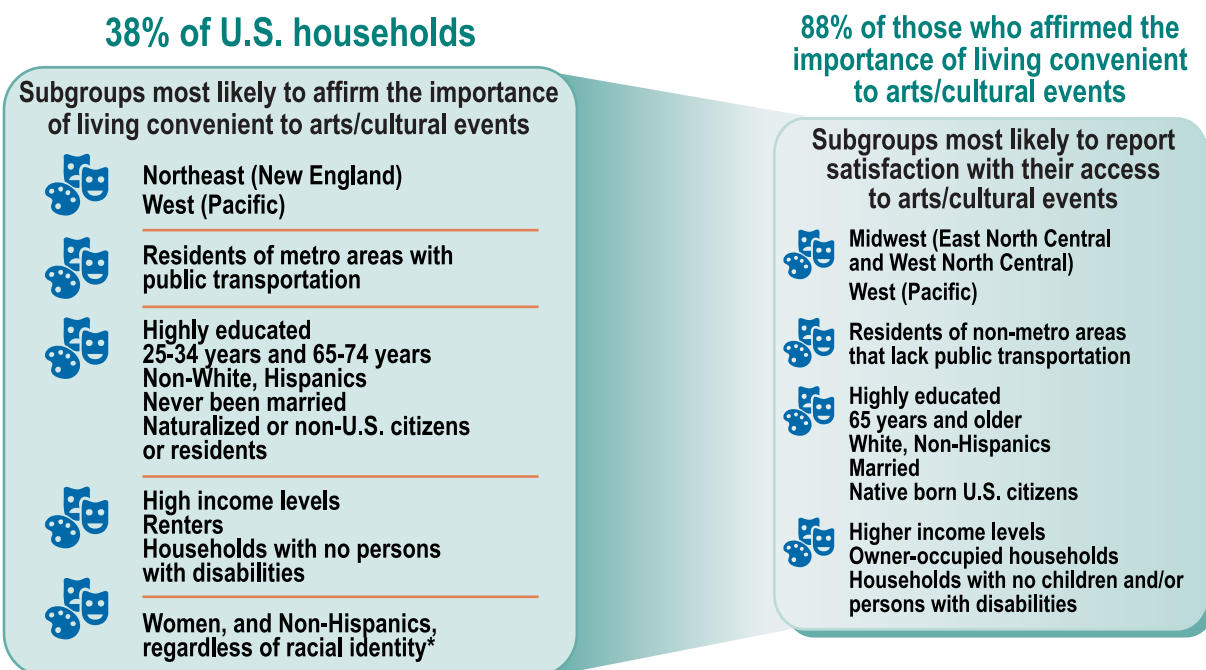 38% of U.S. households
Subgroups most likely to affirm the importance
of living convenient to arts/cultural events
Northeast (New England)
West (Pacific)
Residents of metro areas with
public transportation
Highly educated
25-34 years and 65-74 years
Non-White, Hispanics
Never been married
Naturalized or non-U.S. citizens
or residents
High income levels
Renters
Households with no persons
with disabilities
Women, and Non-Hispanics,
regardless of racial identity*
88% of those who affirmed the
importance of living convenient
to arts/cultural events
Subgroups most likely to report
satisfaction with their access
to arts/cultural events
Midwest (East North Central
and West North Central)
West (Pacific)
Residents of non-metro areas
that lack public transportation
Highly educated
65 years and older
White, Non-Hispanics
Married
Native born U.S. citizens
Higher income levels
Owner-occupied households
Households with no children and/or
persons with disabilities